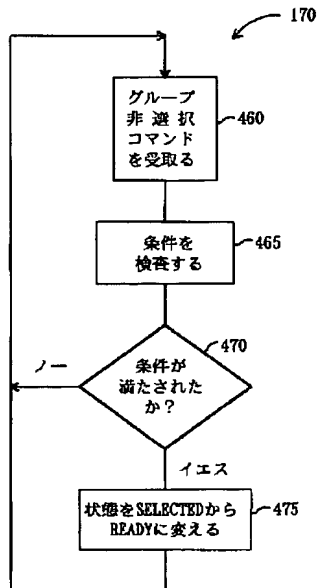 170
グループ
非選択
コマンド
を受取る
460
条件を
検査する
465
470
条件が
満たされた
か？
ノー
イエス
状態をSELECTEDから
READYに変える
475